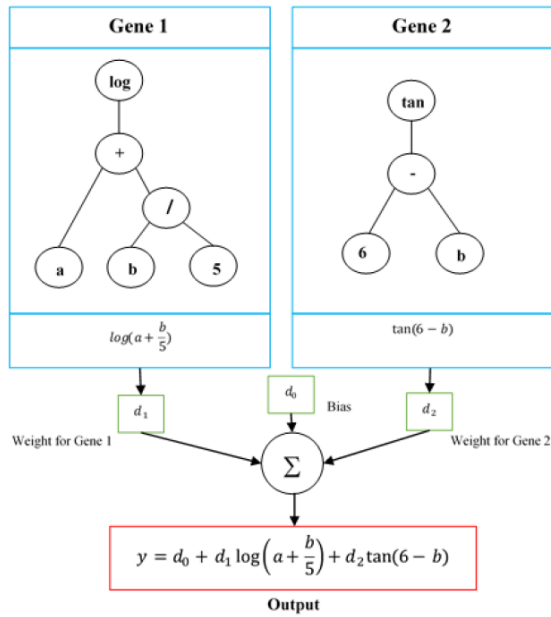 Gene 1
log
+
/
a
b
5
log(a + b/5)
Gene 2
tan
-
6
b
tan(6 − b)
d₀
Bias
d₁
Weight for Gene 1
d₂
Weight for Gene 2
Σ
y = d₀ + d₁ log(a + b/5) + d₂ tan(6 − b)
Output